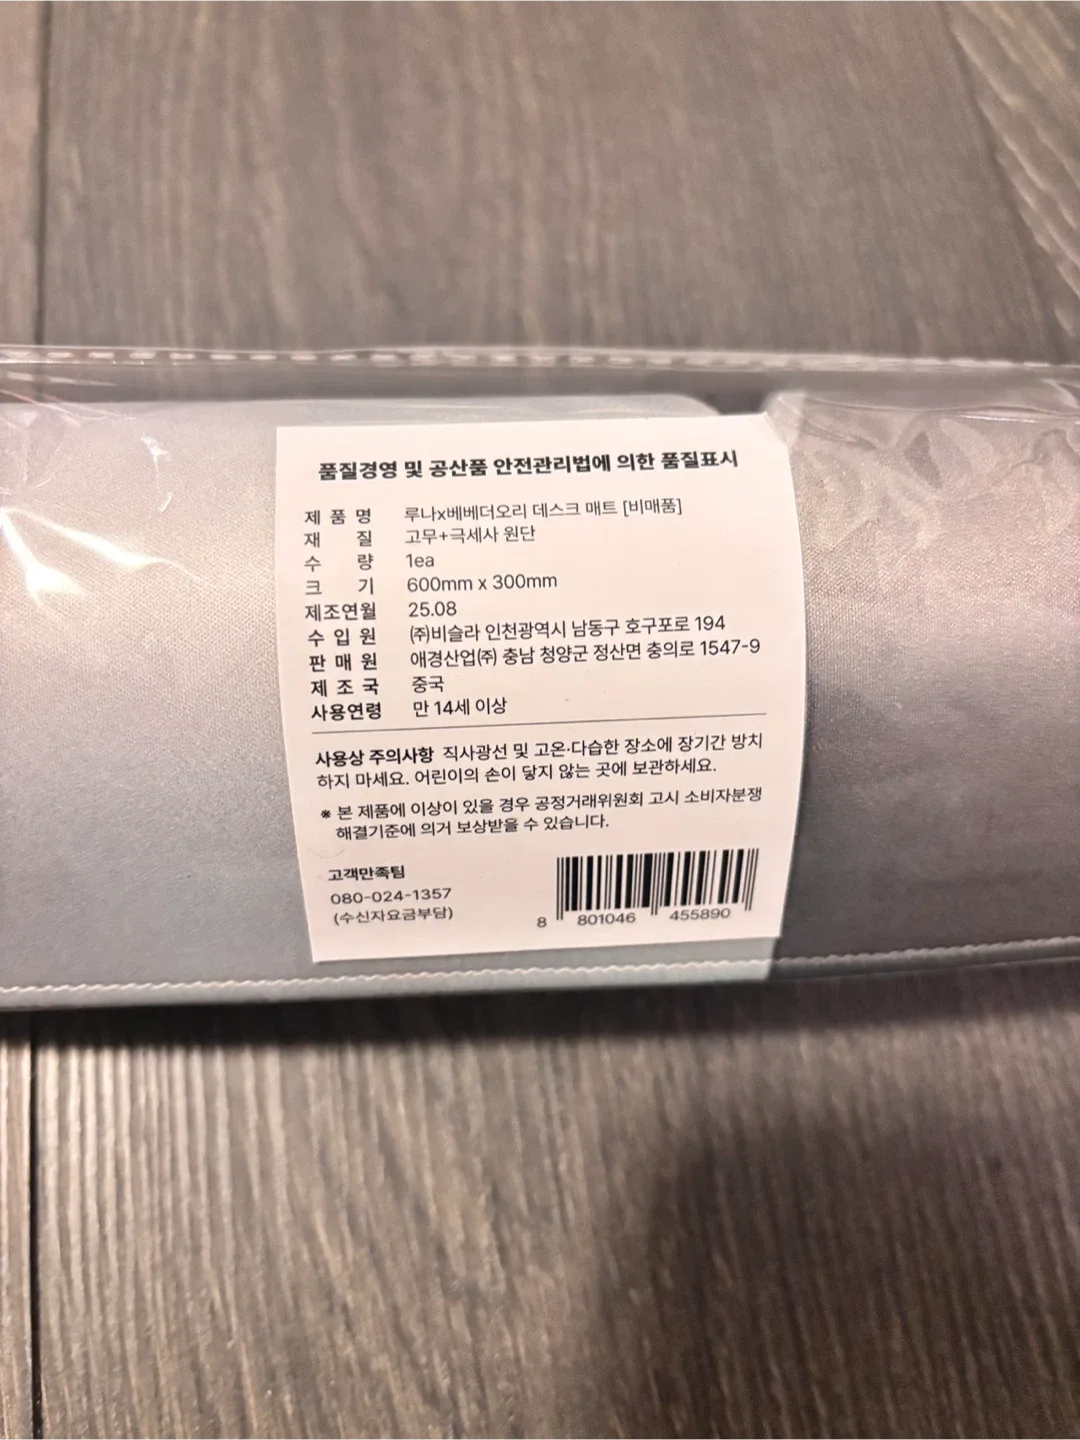 품질경영 및 공산품 안전관리법에 의한 품질표시
제 품 명 루나x베베더오리 데스크 매트 [비매품]
재 질 고무+극세사 원단
수 량 1ea
크 기 600mm x 300mm
제조연월 25.08
수 입 원 ㈜비슬라 인천광역시 남동구 호구포로 194
판 매 원 애경산업㈜ 충남 청양군 정산면 충의로 1547-9
제 조 국 중국
사용연령 만 14세 이상
사용상 주의사항 직사광선 및 고온·다습한 장소에 장기간 방치
하지 마세요. 어린이의 손이 닿지 않는 곳에 보관하세요.
※ 본 제품에 이상이 있을 경우 공정거래위원회 고시 소비자분쟁
해결기준에 의거 보상받을 수 있습니다.
고객만족팀
080-024-1357
(수신자요금부담)
8 801046 455890